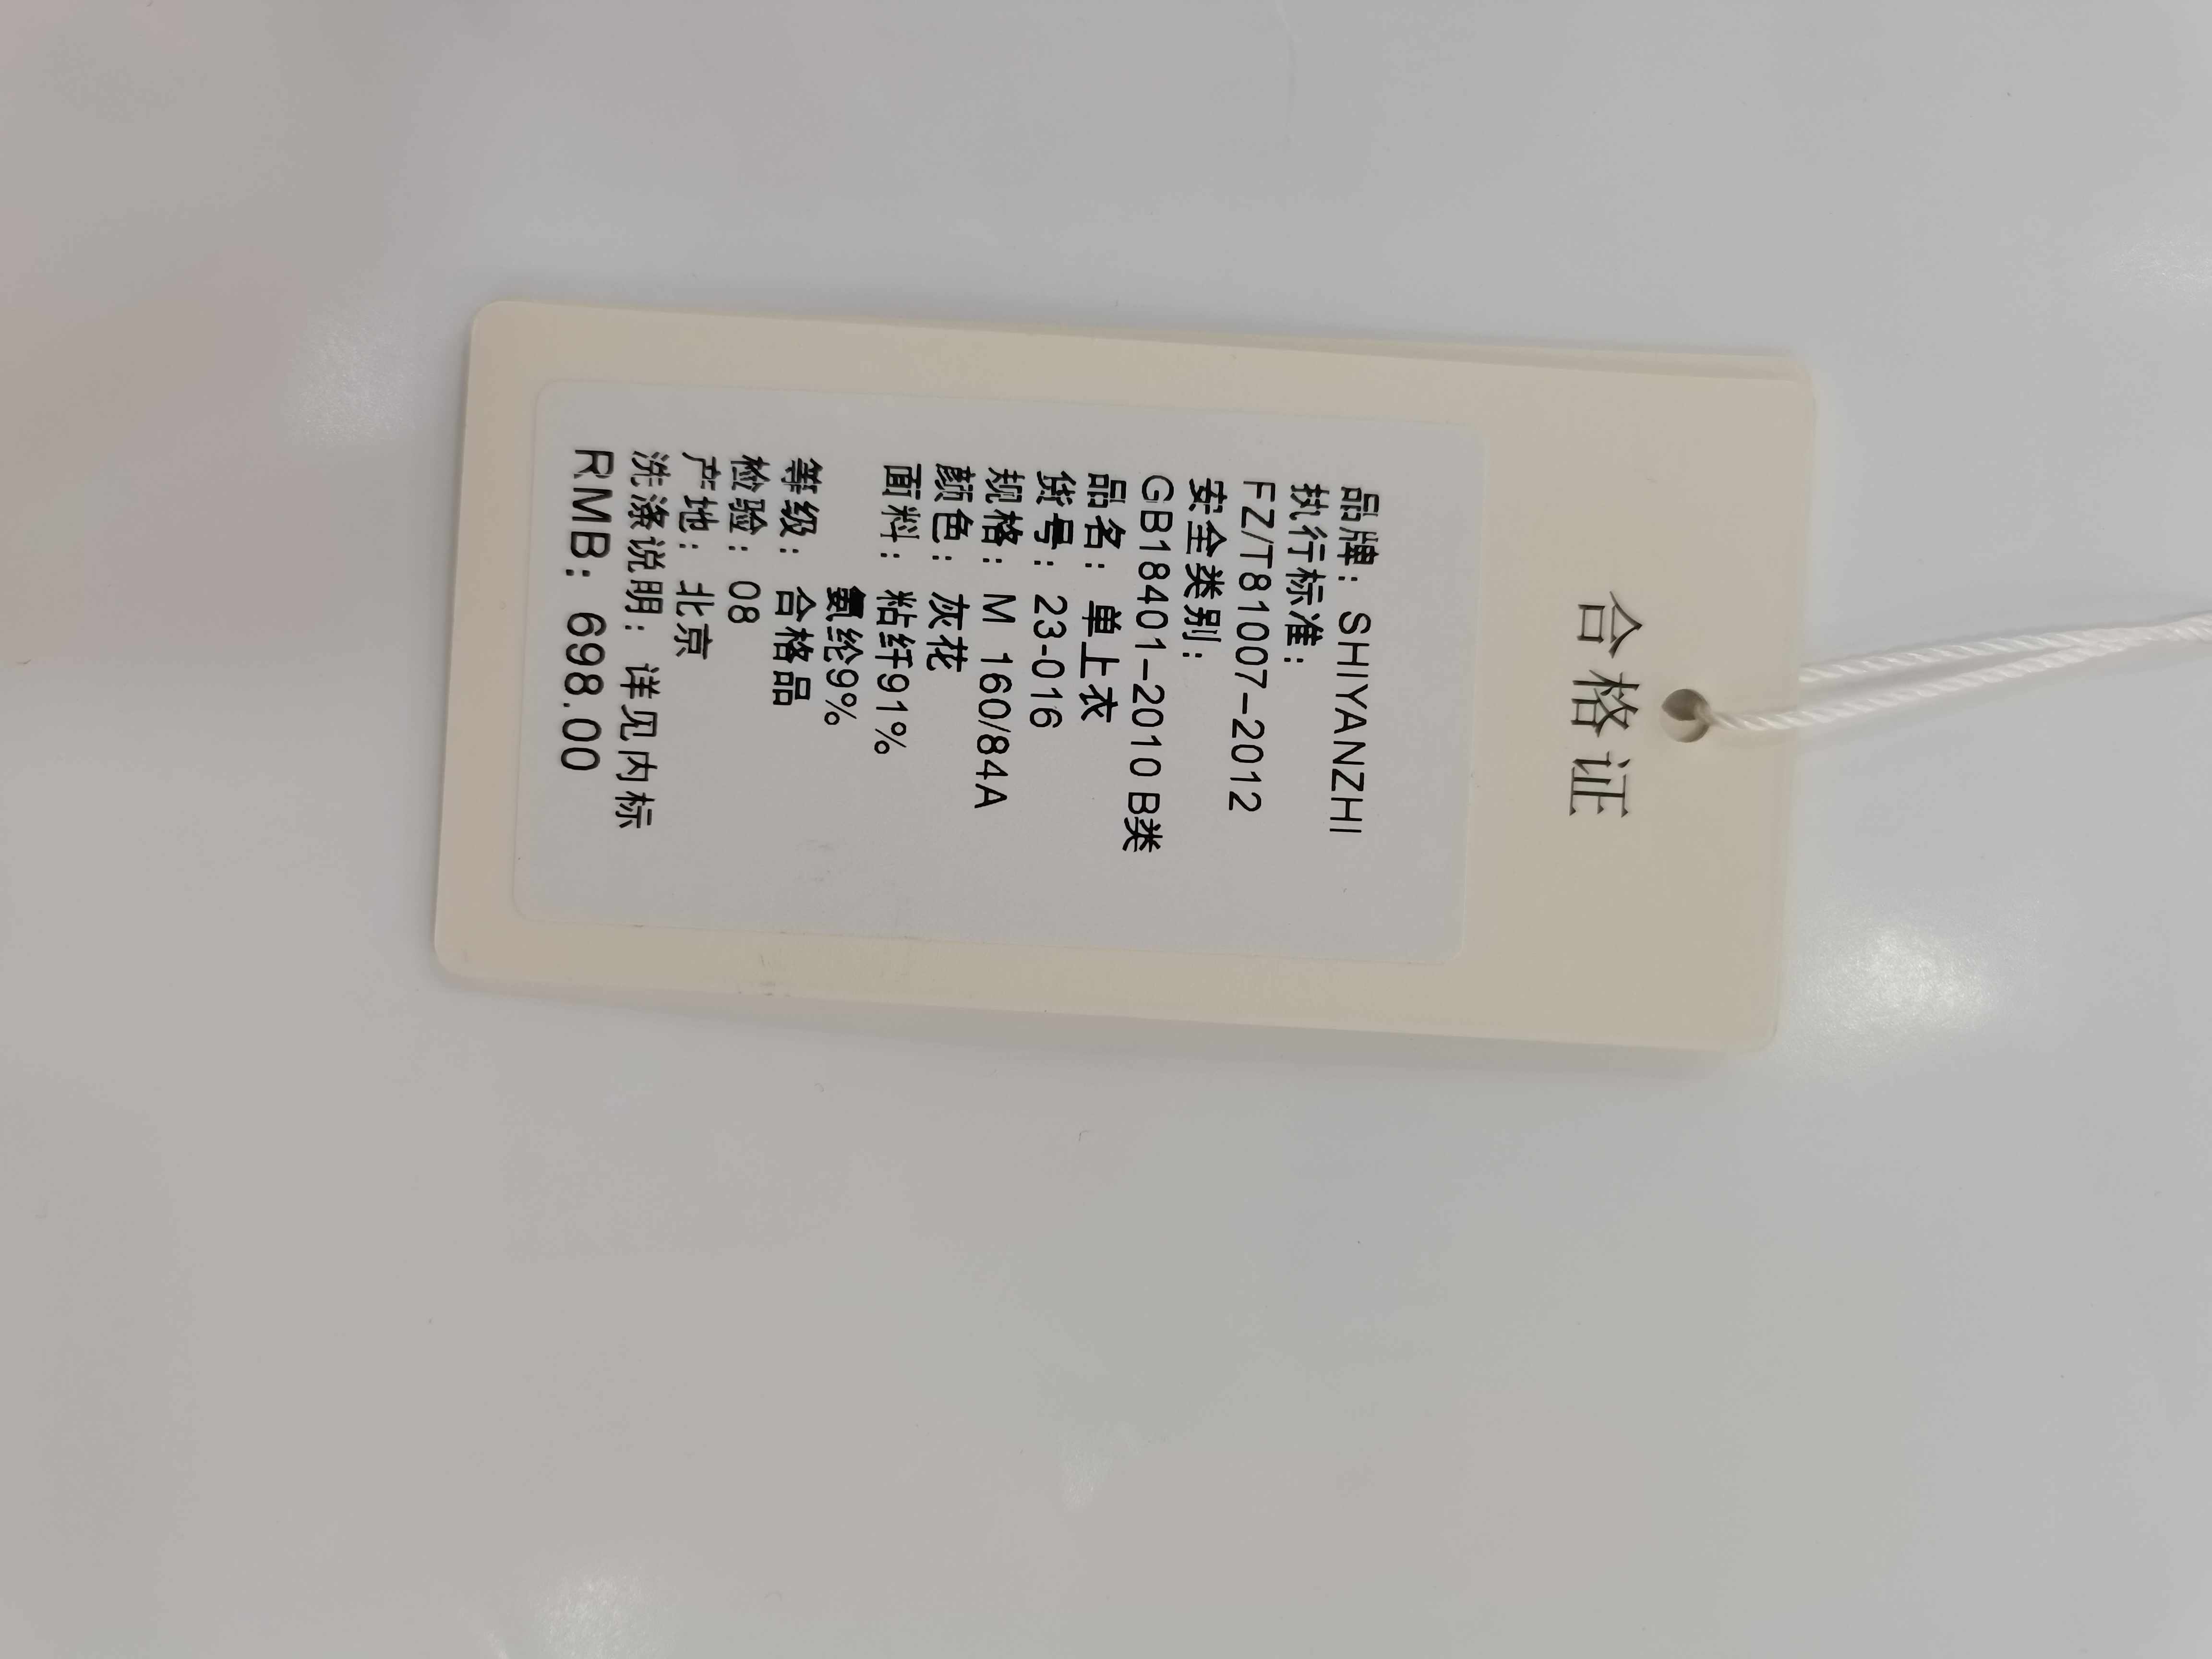 合格证
品牌: SHIYANZHI
执行标准:
FZ/T81007-2012
安全类别:
GB18401-2010 B类
品名: 单上衣
货号: 23-016
规格: M 160/84A
颜色: 灰花
面料: 粘纤91%
氨纶9%
等级: 合格品
检验: 08
产地: 北京
洗涤说明: 详见内标
RMB: 698.00